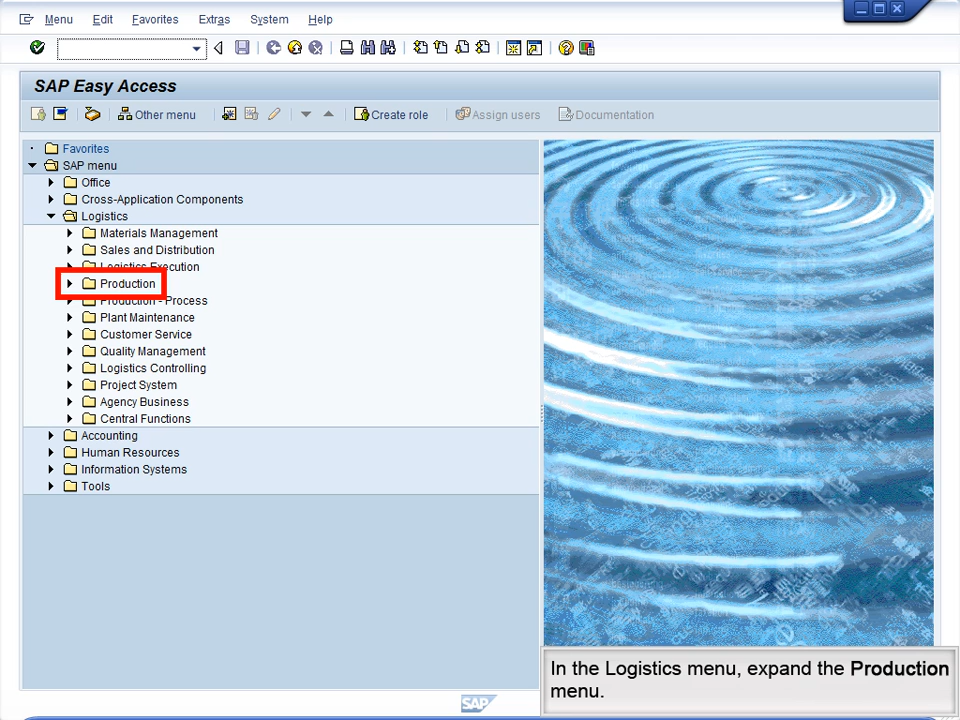 Menu Edit Favorites Extras System Help
SAP Easy Access
Other menu Create role Assign users Documentation
Favorites
SAP menu
Office
Cross-Application Components
Logistics
Materials Management
Sales and Distribution
Logistics Execution
Production
Production - Process
Plant Maintenance
Customer Service
Quality Management
Logistics Controlling
Project System
Agency Business
Central Functions
Accounting
Human Resources
Information Systems
Tools
In the Logistics menu, expand the Production
menu.
SAP